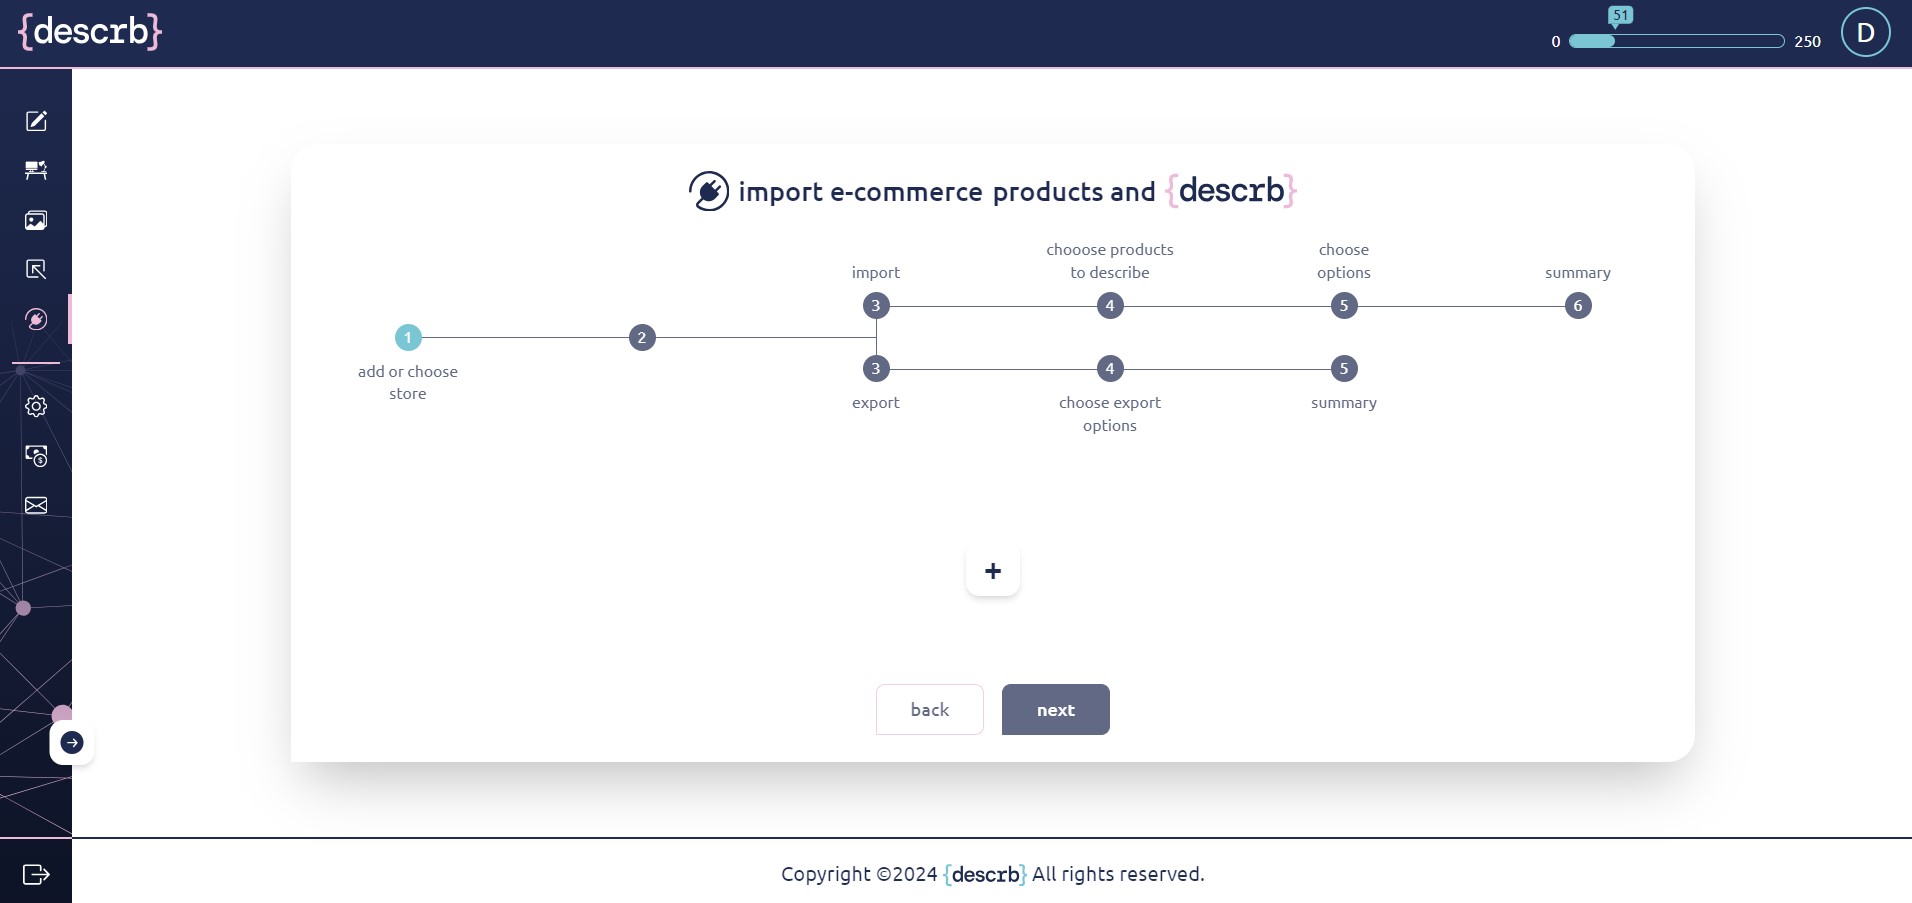 {descrb}
51
0
250
D
import e-commerce products and {descrb}
chooose products
to describe
choose
options
import
summary
3
4
5
6
1
2
3
4
5
add or choose
store
export
choose export
options
summary
+
back
next
Copyright ©2024 {descrb} All rights reserved.